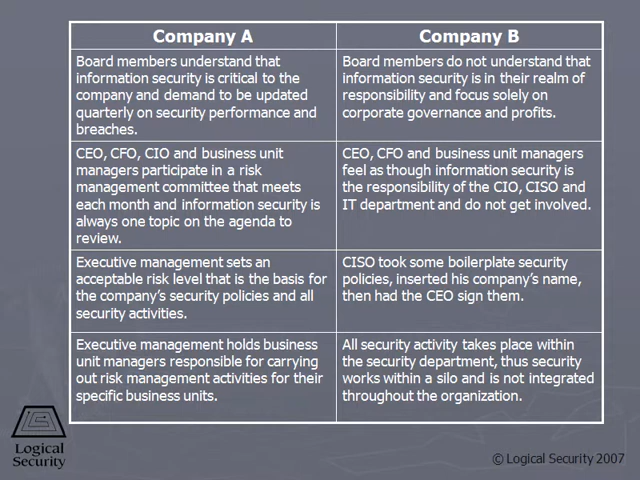 Company A
Company B
Board members understand that
information security is critical to the
company and demand to be updated
quarterly on security performance and
breaches.
Board members do not understand that
information security is in their realm of
responsibility and focus solely on
corporate governance and profits.
CEO, CFO, CIO and business unit
managers participate in a risk
management committee that meets
each month and information security is
always one topic on the agenda to
review.
CEO, CFO and business unit managers
feel as though information security is
the responsibility of the CIO, CISO and
IT department and do not get involved.
Executive management sets an
acceptable risk level that is the basis for
the company's security policies and all
security activities.
CISO took some boilerplate security
policies, inserted his company's name,
then had the CEO sign them.
Executive management holds business
unit managers responsible for carrying
out risk management activities for their
specific business units.
All security activity takes place within
the security department, thus security
works within a silo and is not integrated
throughout the organization.
Logical
Security
© Logical Security 2007